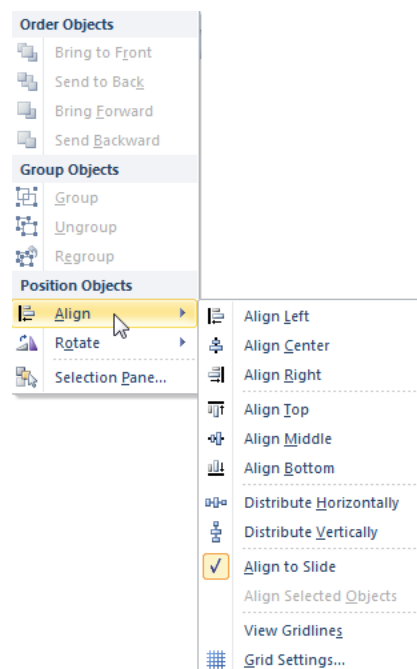 Order Objects
Bring to Front
Send to Back
Bring Forward
Send Backward
Group Objects
Group
Ungroup
Regroup
Position Objects
Align
Rotate
Selection Pane...
Align Left
Align Center
Align Right
Align Top
Align Middle
Align Bottom
Distribute Horizontally
Distribute Vertically
Align to Slide
Align Selected Objects
View Gridlines
Grid Settings...